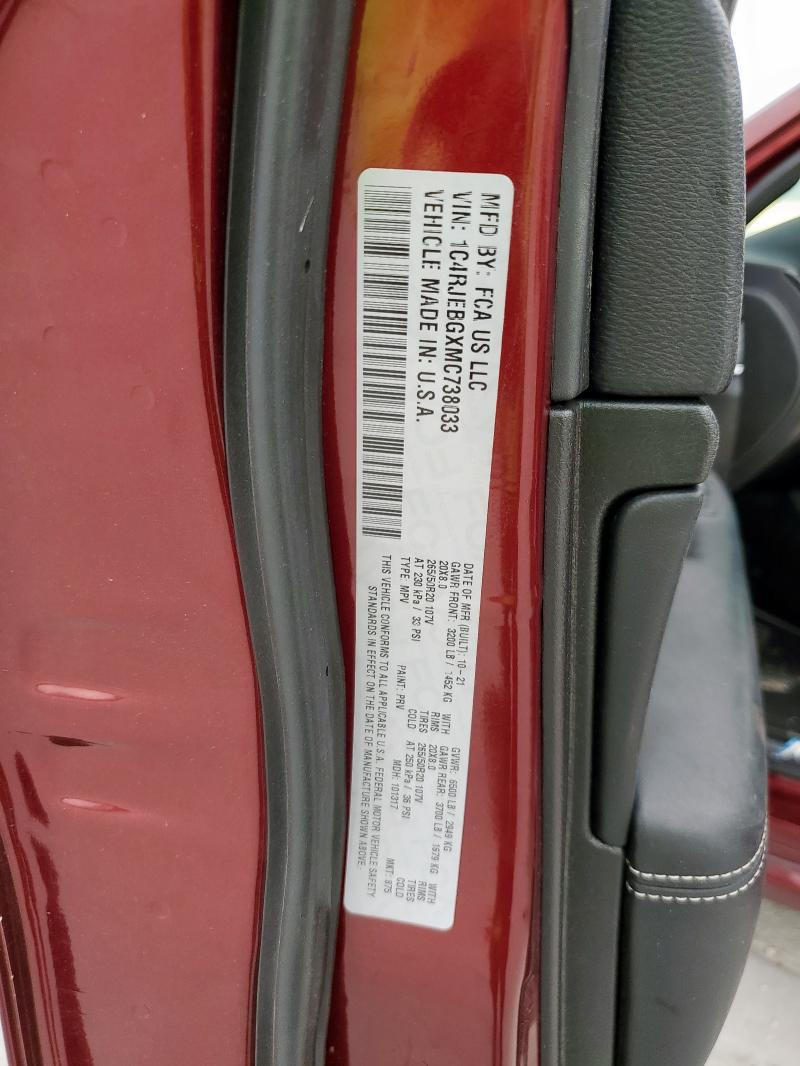 MFD BY: FCA US LLC
VIN: 1C4RJEBGXMC738033
VEHICLE MADE IN: U.S.A.
DATE OF MFR (BUILT): 10-21 GVWR: 6500 LB / 2949 KG
GAWR FRONT: 3200 LB / 1452 KG WITH GAWR REAR: 3700 LB / 1679 KG WITH
20X8.0 RIMS 20X8.0 RIMS
265/50R20 107V TIRES 265/50R20 107V TIRES
AT 230 kPa / 33 PSI COLD AT 250 kPa / 36 PSI COLD
TYPE: MPV PAINT: PRV MDH: 101317 MKT: 875
THIS VEHICLE CONFORMS TO ALL APPLICABLE U.S.A. FEDERAL MOTOR VEHICLE SAFETY
STANDARDS IN EFFECT ON THE DATE OF MANUFACTURE SHOWN ABOVE.